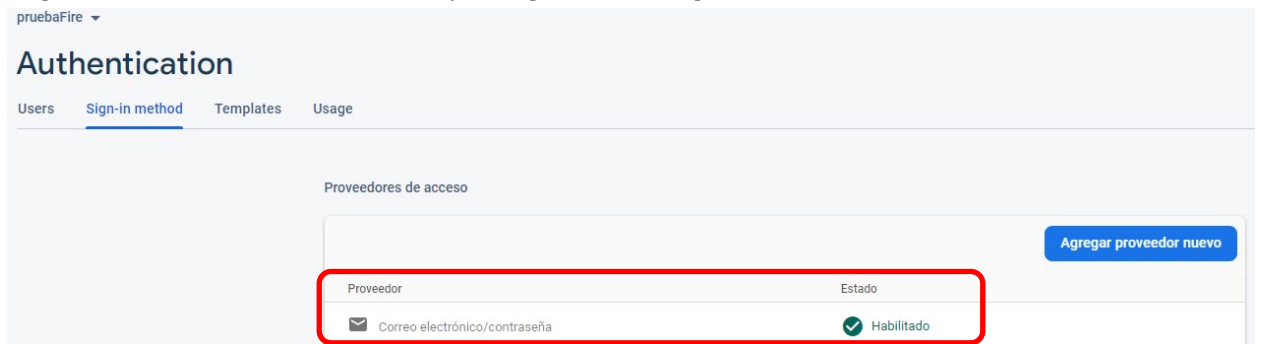 pruebaFire
Authentication
Users Sign-in method Templates Usage
Proveedores de acceso
Agregar proveedor nuevo
Proveedor Estado
Correo electrónico/contraseña Habilitado